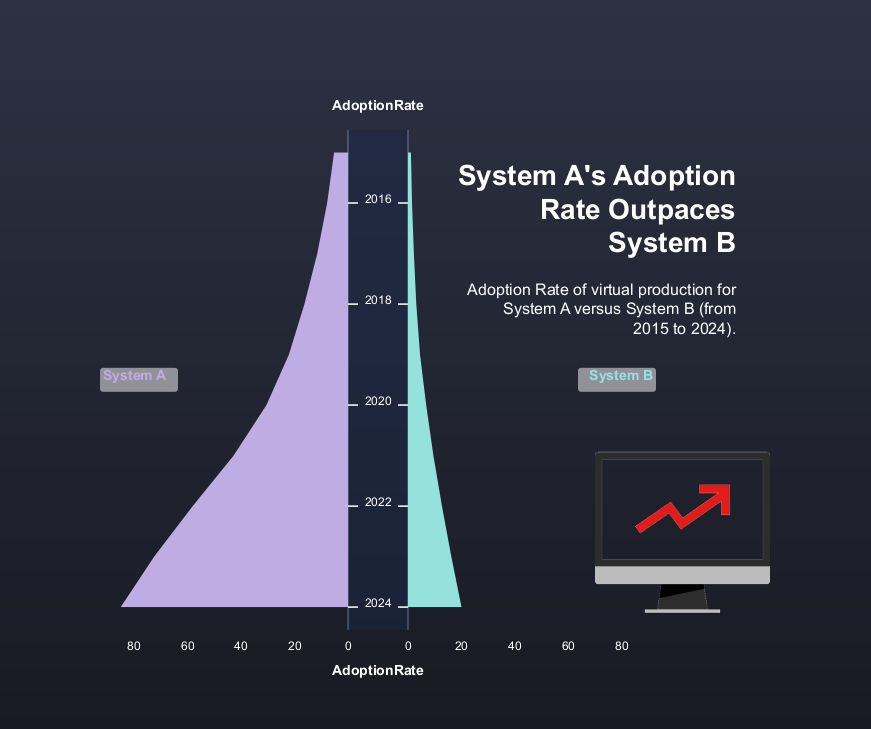 AdoptionRate
System A's Adoption
Rate Outpaces
System B
Adoption Rate of virtual production for
System A versus System B (from
2015 to 2024).
2016
2018
2020
2022
2024
System A
System B
80 60 40 20 0 0 20 40 60 80
AdoptionRate